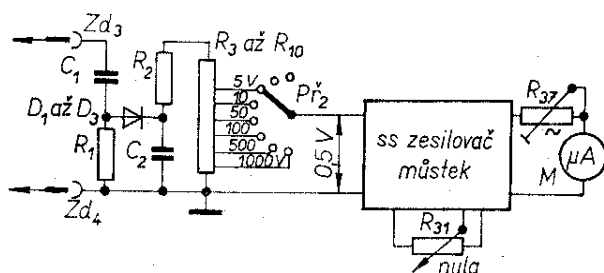 Zd3
C1
R2
R3 až R10
Př2
5 V
10
50
100
500
1000V
D1 až D3
R1
C2
0,5 V
ss zesilovač
můstek
R37
~
μA
M
Zd4
R31
nula